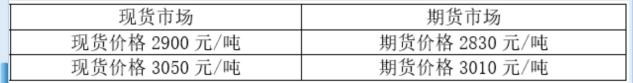 现货市场 期货市场
现货价格 2900 元/吨 期货价格 2830 元/吨
现货价格 3050 元/吨 期货价格 3010 元/吨